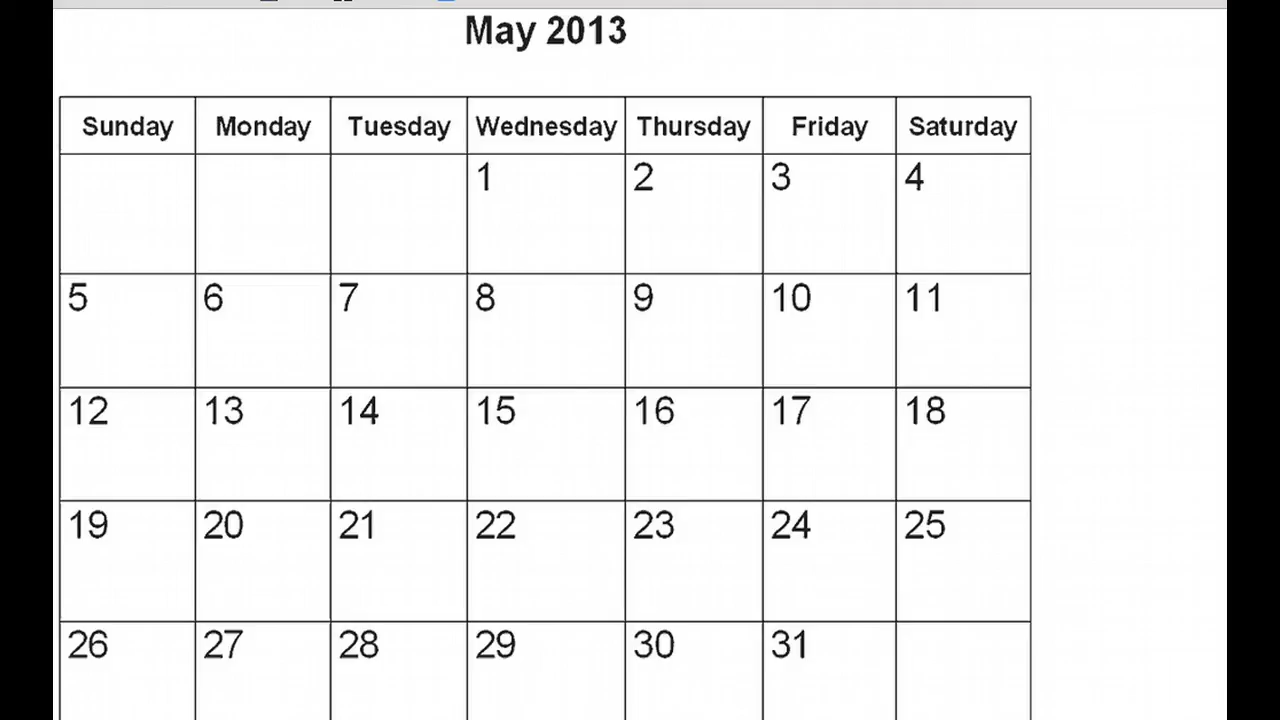 May 2013
Sunday Monday Tuesday Wednesday Thursday Friday Saturday
1 2 3 4
5 6 7 8 9 10 11
12 13 14 15 16 17 18
19 20 21 22 23 24 25
26 27 28 29 30 31